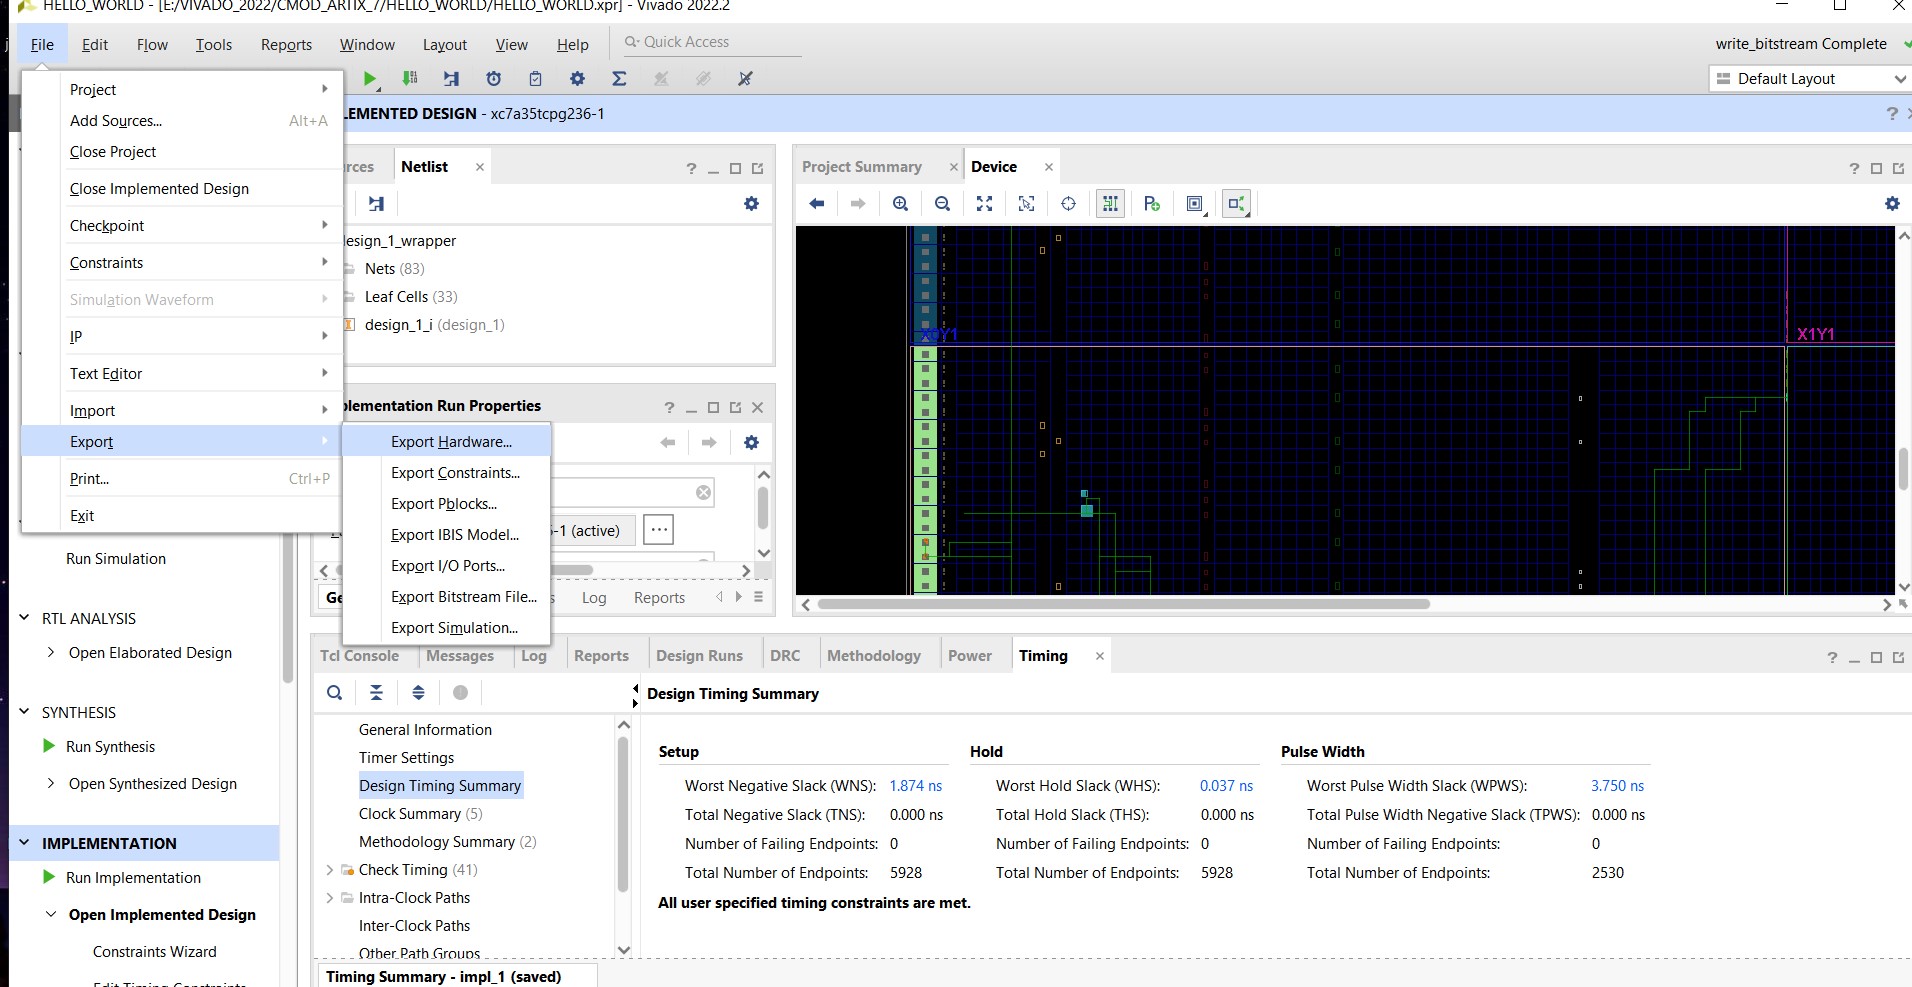 HELLO_WORLD - [E:/VIVADO_2022/CMOD_ARTIX_7//HELLO_WORLD/HELLO_WORLD.xpr] - Vivado 2022.2
File Edit Flow Tools Reports Window Layout View Help Quick Access
write_bitstream Complete
Default Layout
Project
Add Sources... Alt+A
Close Project
Close Implemented Design
Checkpoint
Constraints
Simulation Waveform
IP
Text Editor
Import
Export
Print... Ctrl+P
Exit
Export Hardware...
Export Constraints...
Export Pblocks...
Export IBIS Model...
Export I/O Ports...
Export Bitstream File...
Export Simulation...
LEMENTED DESIGN - xc7a35tcpg236-1
rces Netlist
design_1_wrapper
Nets (83)
Leaf Cells (33)
design_1_i (design_1)
plementation Run Properties
-1 (active)
Ge
s Log Reports
Project Summary Device
X0Y1
X1Y1
Run Simulation
RTL ANALYSIS
Open Elaborated Design
SYNTHESIS
Run Synthesis
Open Synthesized Design
IMPLEMENTATION
Run Implementation
Open Implemented Design
Constraints Wizard
Edit Timing Constraints
Tcl Console Messages Log Reports Design Runs DRC Methodology Power Timing
General Information
Timer Settings
Design Timing Summary
Clock Summary (5)
Methodology Summary (2)
Check Timing (41)
Intra-Clock Paths
Inter-Clock Paths
Other Path Groups
Design Timing Summary
Setup
Worst Negative Slack (WNS): 1.874 ns
Total Negative Slack (TNS): 0.000 ns
Number of Failing Endpoints: 0
Total Number of Endpoints: 5928
Hold
Worst Hold Slack (WHS): 0.037 ns
Total Hold Slack (THS): 0.000 ns
Number of Failing Endpoints: 0
Total Number of Endpoints: 5928
Pulse Width
Worst Pulse Width Slack (WPWS): 3.750 ns
Total Pulse Width Negative Slack (TPWS): 0.000 ns
Number of Failing Endpoints: 0
Total Number of Endpoints: 2530
All user specified timing constraints are met.
Timing Summary - impl_1 (saved)